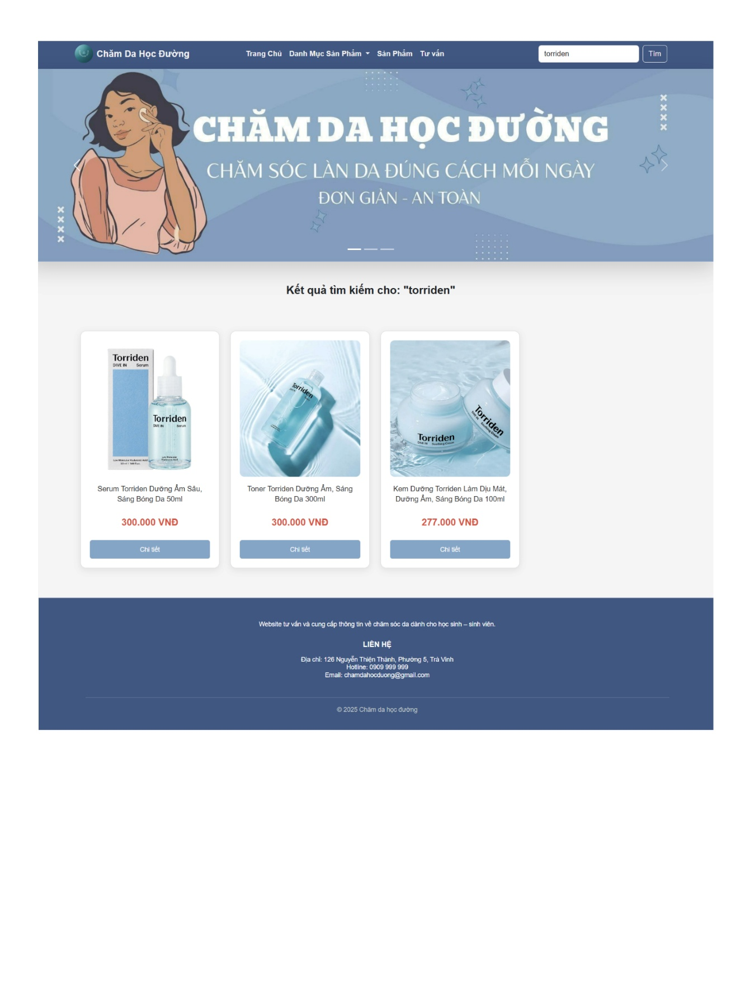 Chăm Da Học Đường
Trang Chủ Danh Mục Sản Phẩm Sản Phẩm Tư vấn
torriden Tìm
CHĂM DA HỌC ĐƯỜNG
CHĂM SÓC LÀN DA ĐÚNG CÁCH MỖI NGÀY
ĐƠN GIẢN - AN TOÀN
Kết quả tìm kiếm cho: "torriden"
Torriden
DIVE IN Serum
Torriden
DIVE IN Serum
Serum Torriden Dưỡng Ẩm Sâu,
Sáng Bóng Da 50ml
300.000 VNĐ
Chi tiết
Torriden
Toner Torriden Dưỡng Ẩm, Sáng
Bóng Da 300ml
300.000 VNĐ
Chi tiết
Torriden
DIVE IN Soothing Cream
Torriden
DIVE IN Soothing Cream
Kem Dưỡng Torriden Làm Dịu Mát,
Dưỡng Ẩm, Sáng Bóng Da 100ml
277.000 VNĐ
Chi tiết
Website tư vấn và cung cấp thông tin về chăm sóc da dành cho học sinh – sinh viên.
LIÊN HỆ
Địa chỉ: 126 Nguyễn Thiện Thành, Phường 5, Trà Vinh
Hotline: 0909 999 999
Email: chamdahocduong@gmail.com
© 2025 Chăm da học đường